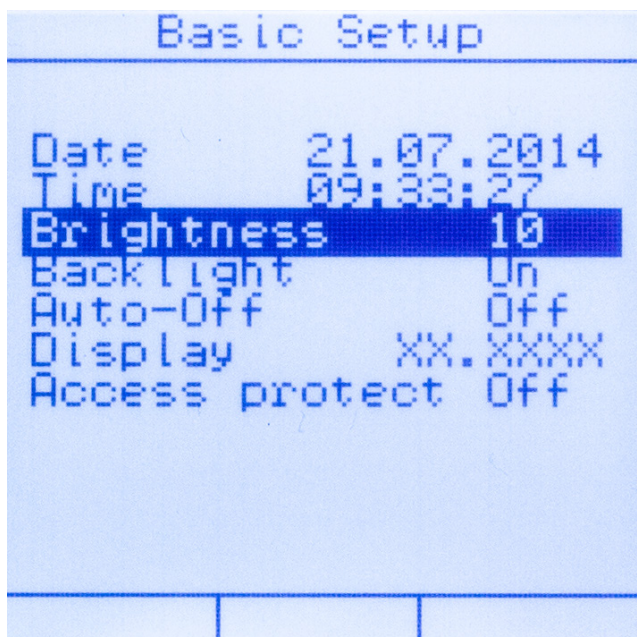 Basic Setup
Date 21.07.2014
Time 09:33:27
Brightness 10
Backlight On
Auto-Off Off
Display XX.XXXX
Access protect Off